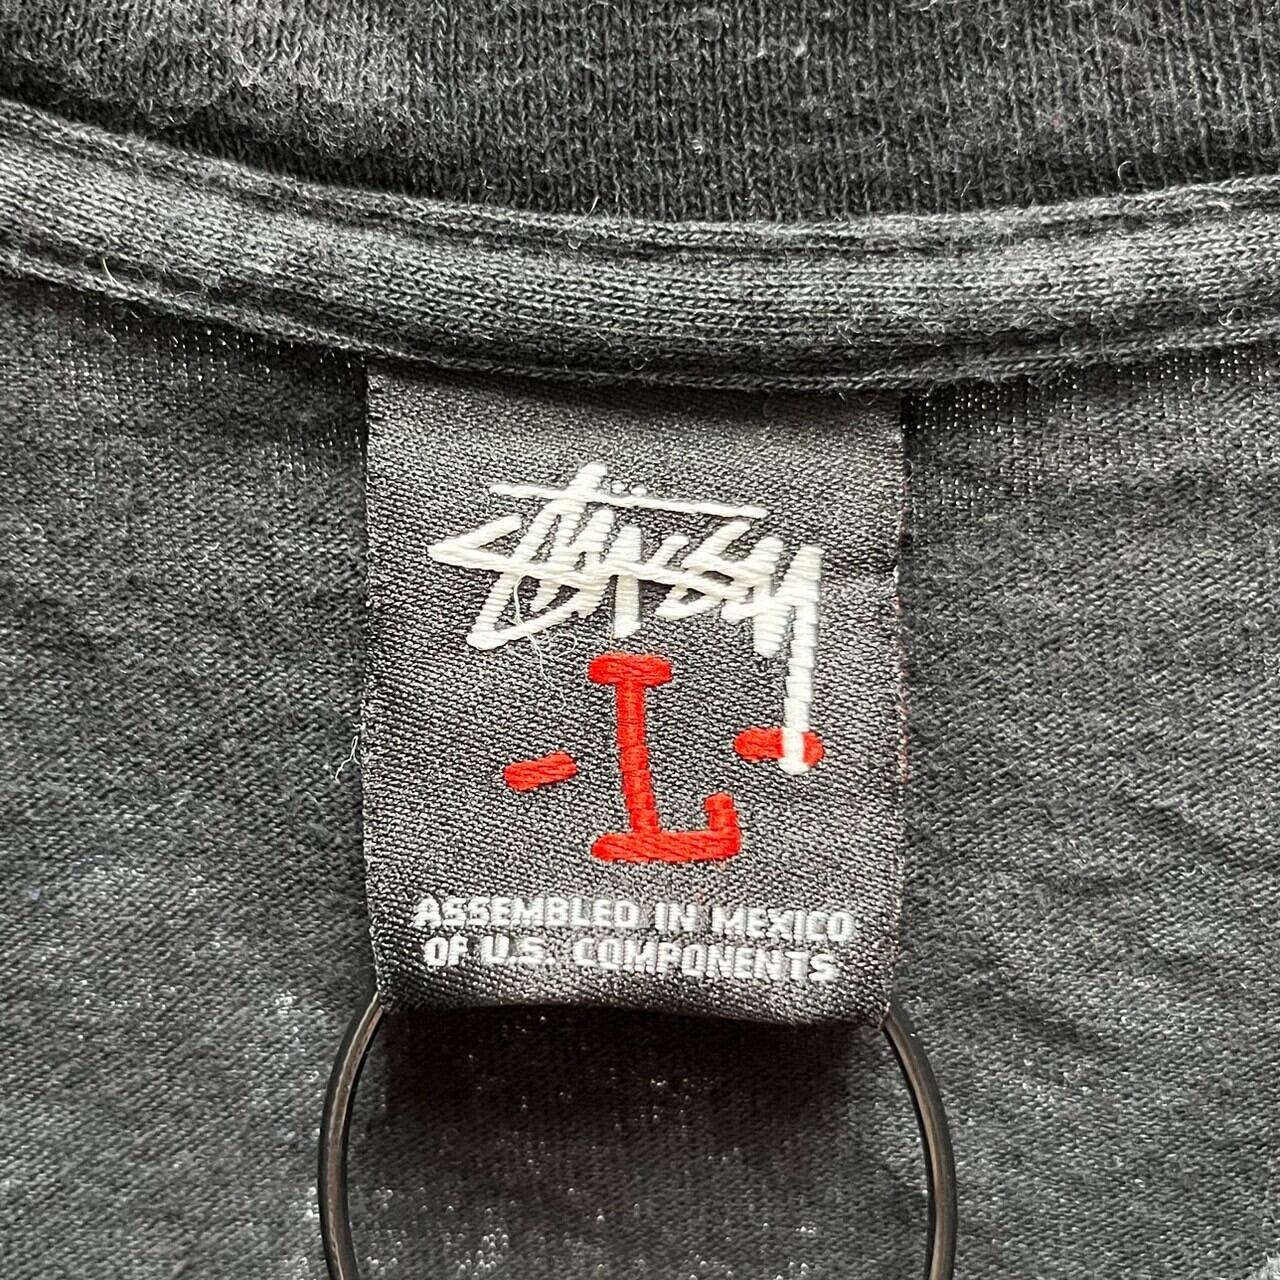 STÜSSY
- L -
ASSEMBLED IN MEXICO
OF U.S. COMPONENTS